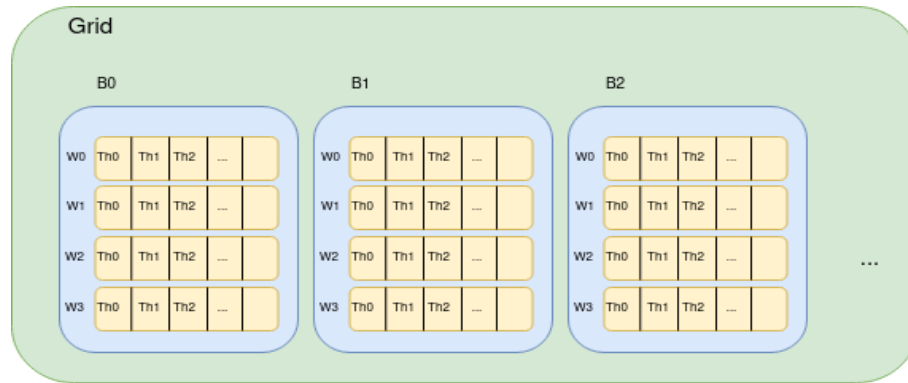 Grid
B0 B1 B2
W0 Th0 Th1 Th2 ... W0 Th0 Th1 Th2 ... W0 Th0 Th1 Th2 ...
W1 Th0 Th1 Th2 ... W1 Th0 Th1 Th2 ... W1 Th0 Th1 Th2 ...
W2 Th0 Th1 Th2 ... W2 Th0 Th1 Th2 ... W2 Th0 Th1 Th2 ... ...
W3 Th0 Th1 Th2 ... W3 Th0 Th1 Th2 ... W3 Th0 Th1 Th2 ...